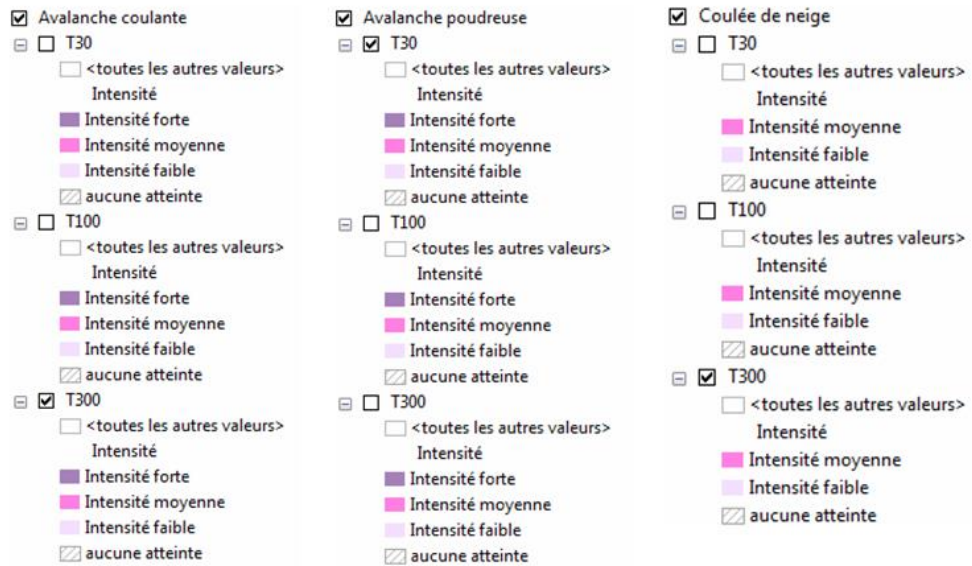 Avalanche coulante
T30
<toutes les autres valeurs>
Intensité
Intensité forte
Intensité moyenne
Intensité faible
aucune atteinte
T100
<toutes les autres valeurs>
Intensité
Intensité forte
Intensité moyenne
Intensité faible
aucune atteinte
T300
<toutes les autres valeurs>
Intensité
Intensité forte
Intensité moyenne
Intensité faible
aucune atteinte
Avalanche poudreuse
T30
<toutes les autres valeurs>
Intensité
Intensité forte
Intensité moyenne
Intensité faible
aucune atteinte
T100
<toutes les autres valeurs>
Intensité
Intensité forte
Intensité moyenne
Intensité faible
aucune atteinte
T300
<toutes les autres valeurs>
Intensité
Intensité forte
Intensité moyenne
Intensité faible
aucune atteinte
Coulée de neige
T30
<toutes les autres valeurs>
Intensité
Intensité moyenne
Intensité faible
aucune atteinte
T100
<toutes les autres valeurs>
Intensité
Intensité moyenne
Intensité faible
aucune atteinte
T300
<toutes les autres valeurs>
Intensité
Intensité moyenne
Intensité faible
aucune atteinte